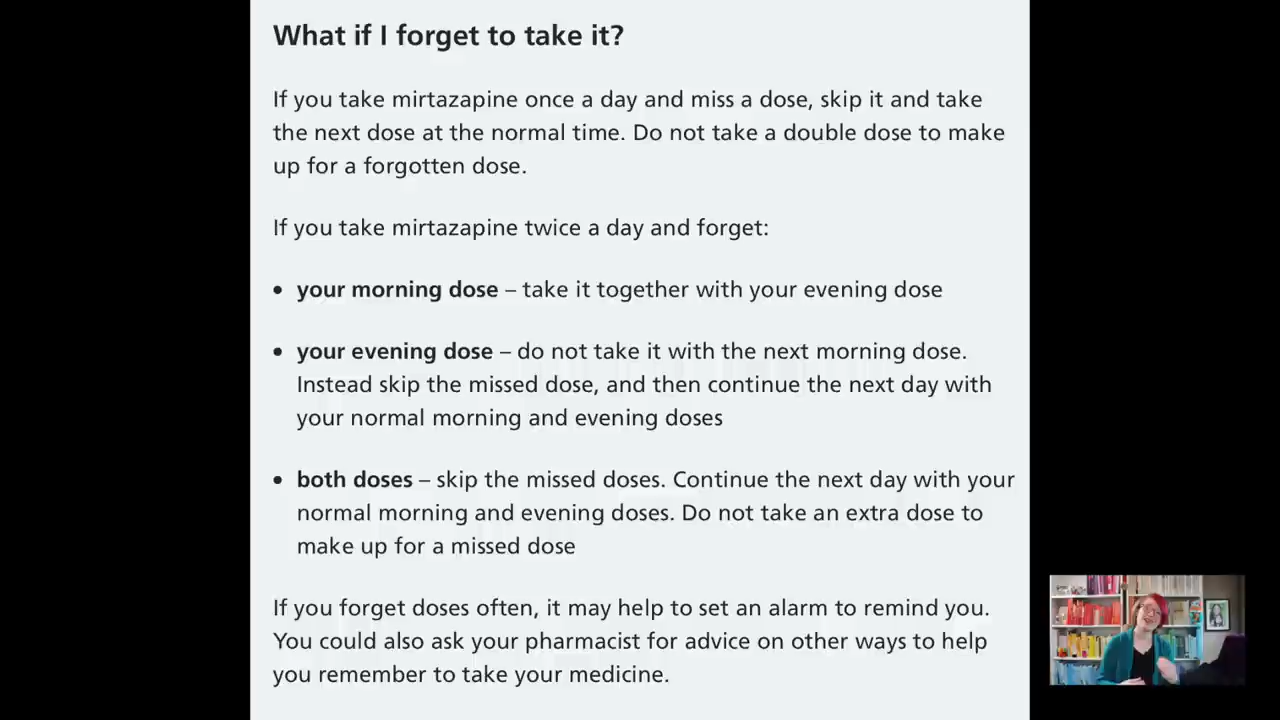 What if I forget to take it?
If you take mirtazapine once a day and miss a dose, skip it and take
the next dose at the normal time. Do not take a double dose to make
up for a forgotten dose.
If you take mirtazapine twice a day and forget:
• your morning dose – take it together with your evening dose
• your evening dose – do not take it with the next morning dose.
Instead skip the missed dose, and then continue the next day with
your normal morning and evening doses
• both doses – skip the missed doses. Continue the next day with your
normal morning and evening doses. Do not take an extra dose to
make up for a missed dose
If you forget doses often, it may help to set an alarm to remind you.
You could also ask your pharmacist for advice on other ways to help
you remember to take your medicine.